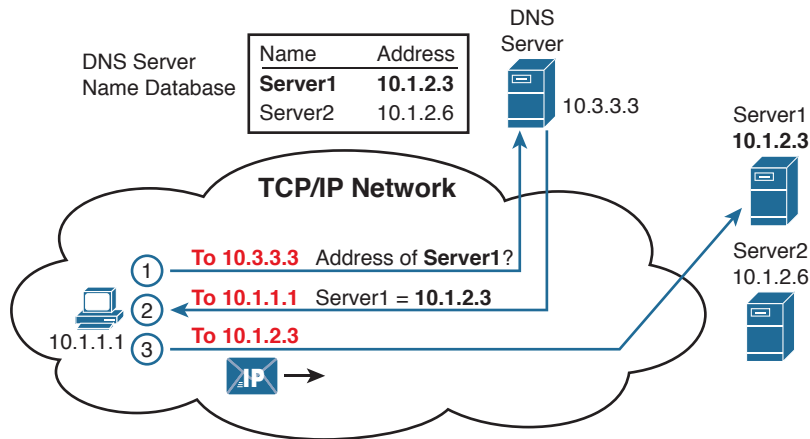 DNS Server
Name Database
Name Address
Server1 10.1.2.3
Server2 10.1.2.6
DNS
Server
10.3.3.3
Server1
10.1.2.3
Server2
10.1.2.6
TCP/IP Network
1 To 10.3.3.3 Address of Server1?
2 To 10.1.1.1 Server1 = 10.1.2.3
3 To 10.1.2.3
10.1.1.1
IP